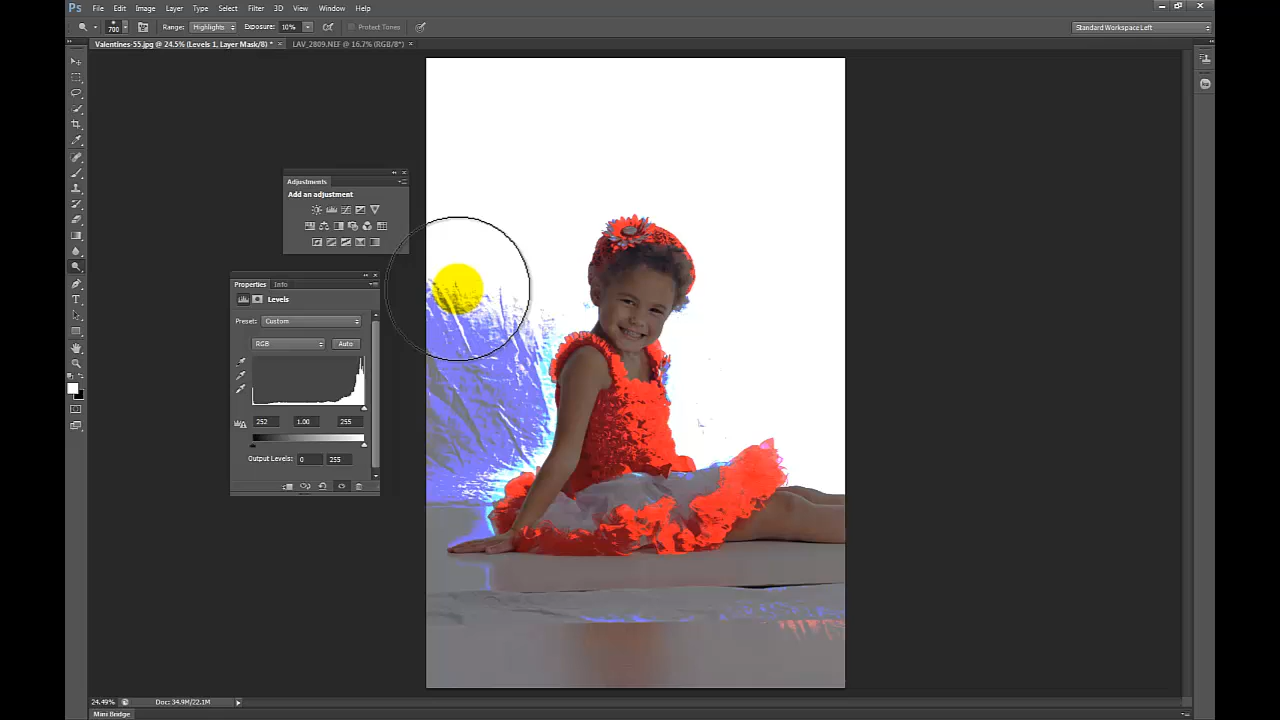 Ps File Edit Image Layer Type Select Filter 3D View Window Help
700 Range: Highlights Exposure: 10% Protect Tones Standard Workspace Left
Valentines-55.jpg @ 24.5% (Levels 1, Layer Mask/8) * × LAV_2809.NEF @ 16.7% (RGB/8*) ×
Adjustments
Add an adjustment
Properties Info
Levels
Preset: Custom
RGB Auto
252 1.00 255
Output Levels: 0 255
24.49% Doc: 34.9M/22.1M
Mini Bridge